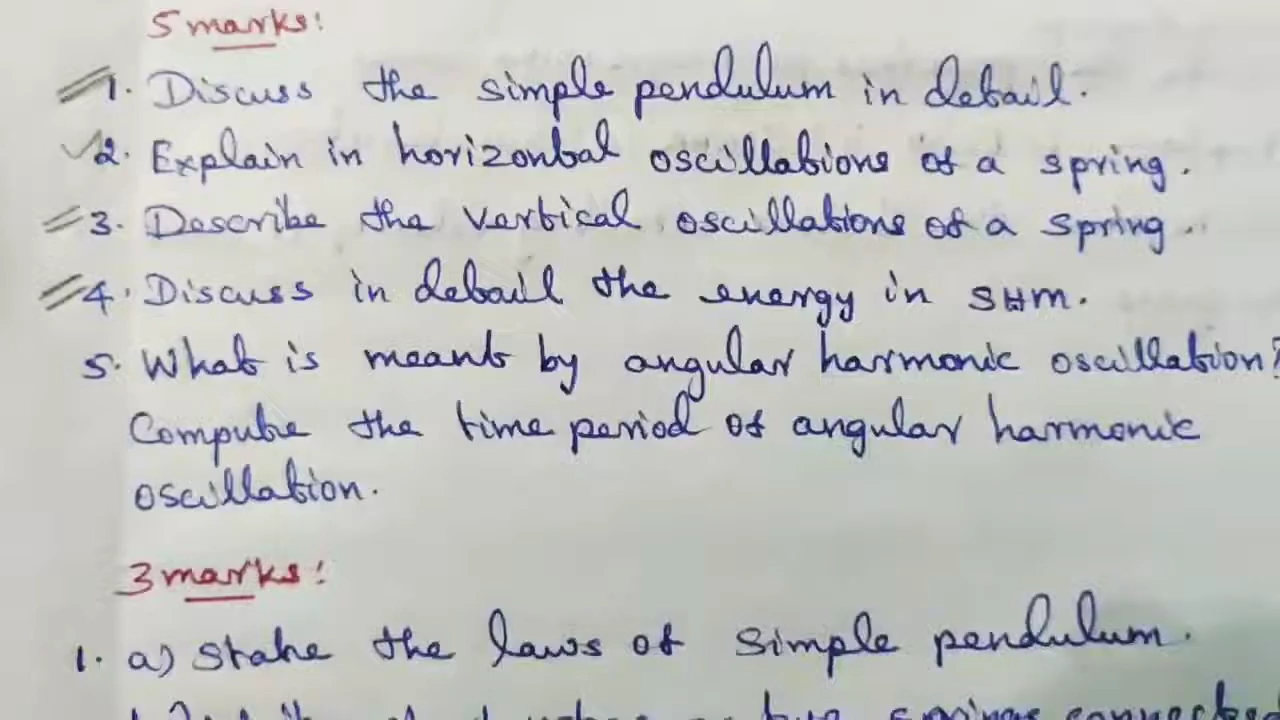 5 marks:
1. Discuss the simple pendulum in detail.
2. Explain in horizontal oscillations of a spring.
3. Describe the vertical oscillations of a spring.
4. Discuss in detail the energy in SHM.
5. What is meant by angular harmonic oscillation?
Compute the time period of angular harmonic
oscillation.
3 marks:
1. a) State the laws of simple pendulum.
springs connected